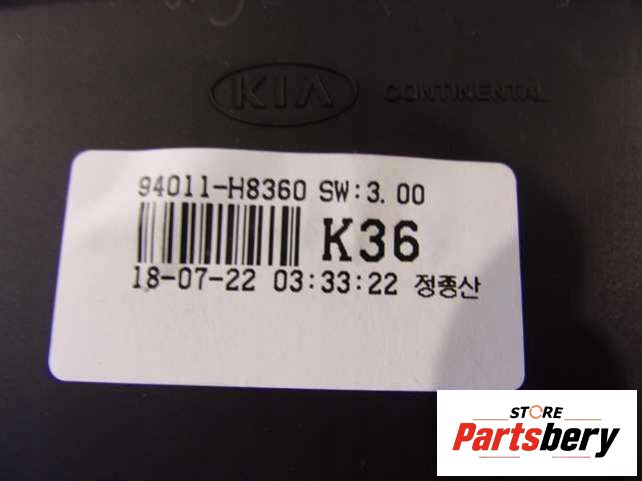 KIA CONTINENTAL
94011-H8360 SW:3.00
K36
18-07-22 03:33:22 정종산
STORE
Partsbery